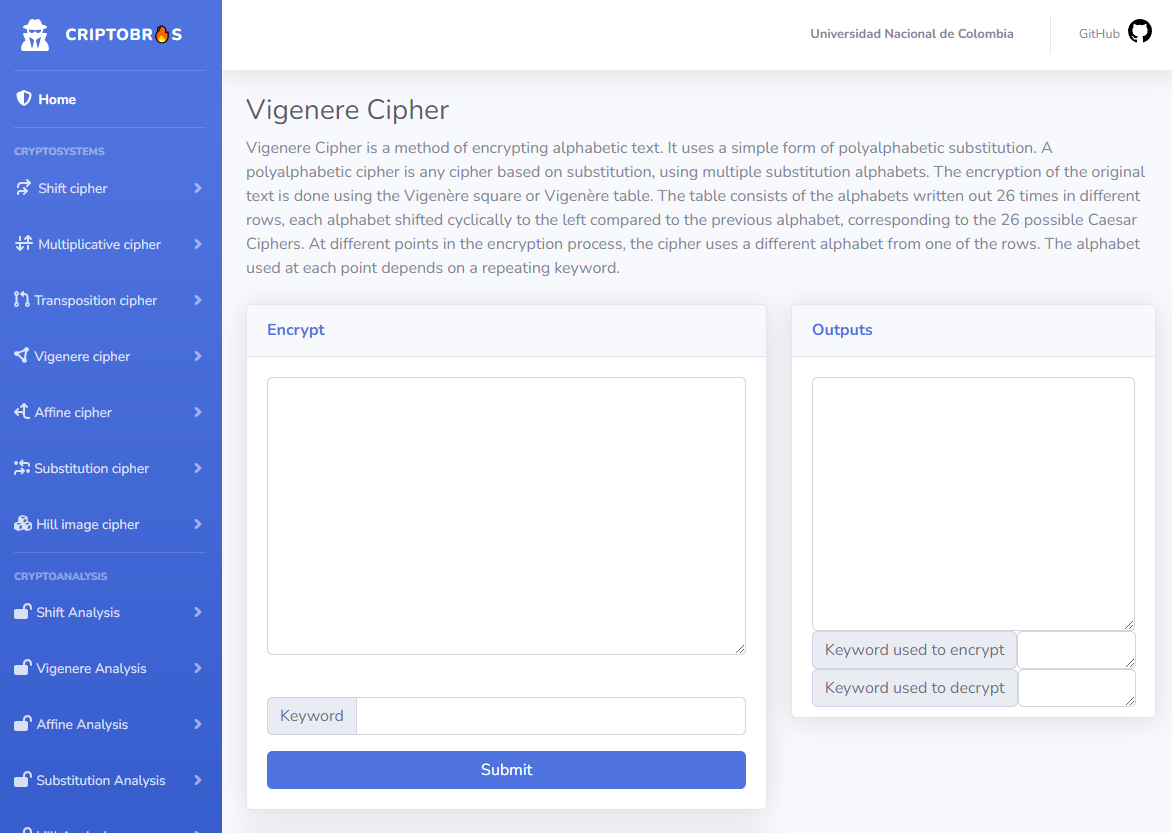 CRIPTOBR🔥S
Universidad Nacional de Colombia
GitHub
Home
CRYPTOSYSTEMS
Shift cipher
Multiplicative cipher
Transposition cipher
Vigenere cipher
Affine cipher
Substitution cipher
Hill image cipher
CRYPTOANALYSIS
Shift Analysis
Vigenere Analysis
Affine Analysis
Substitution Analysis
Vigenere Cipher
Vigenere Cipher is a method of encrypting alphabetic text. It uses a simple form of polyalphabetic substitution. A
polyalphabetic cipher is any cipher based on substitution, using multiple substitution alphabets. The encryption of the original
text is done using the Vigenère square or Vigenère table. The table consists of the alphabets written out 26 times in different
rows, each alphabet shifted cyclically to the left compared to the previous alphabet, corresponding to the 26 possible Caesar
Ciphers. At different points in the encryption process, the cipher uses a different alphabet from one of the rows. The alphabet
used at each point depends on a repeating keyword.
Encrypt
Keyword
Submit
Outputs
Keyword used to encrypt
Keyword used to decrypt